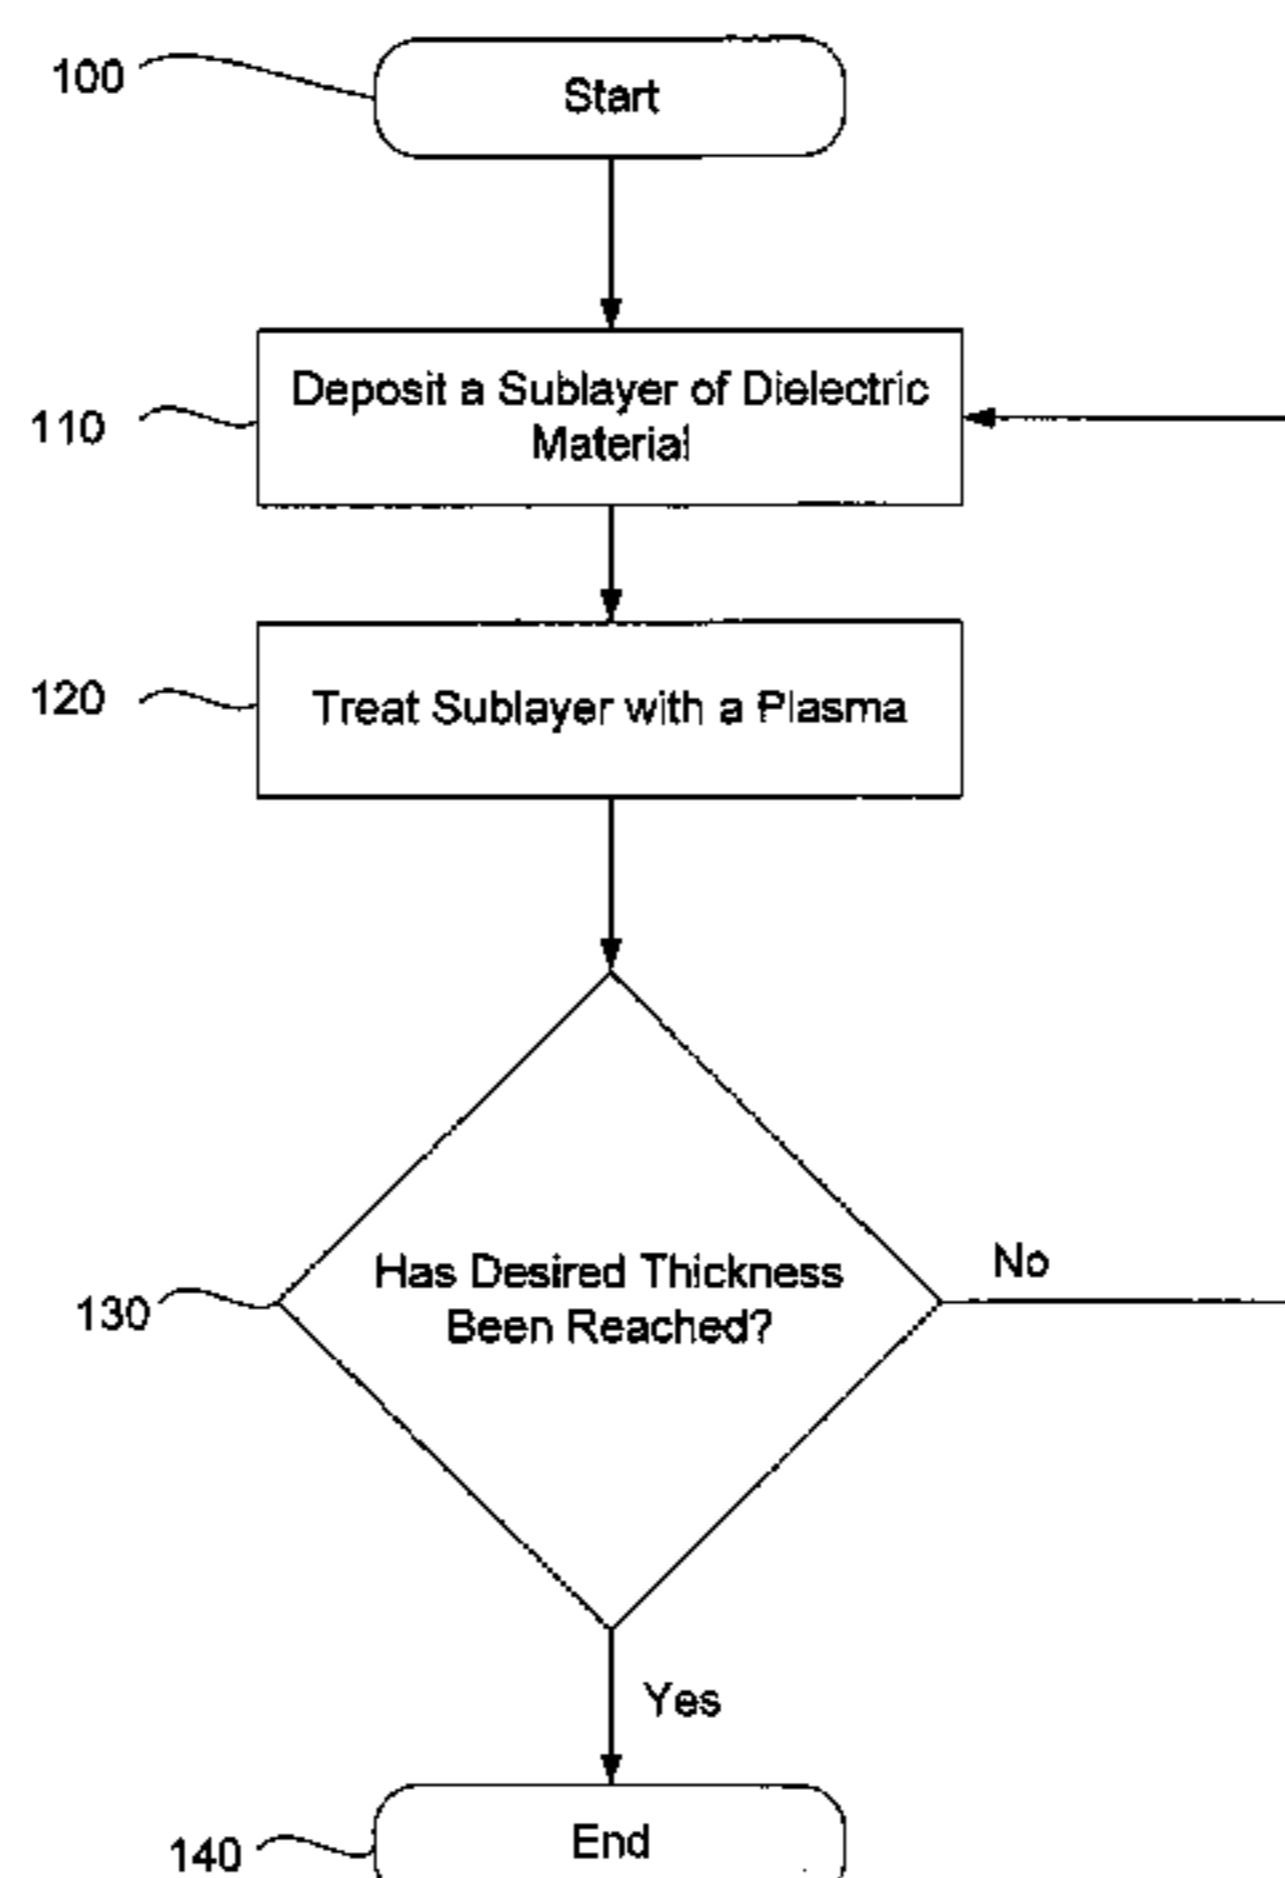 100
Start
110
Deposit a Sublayer of Dielectric
Material
120
Treat Sublayer with a Plasma
130
Has Desired Thickness
Been Reached?
No
Yes
140
End